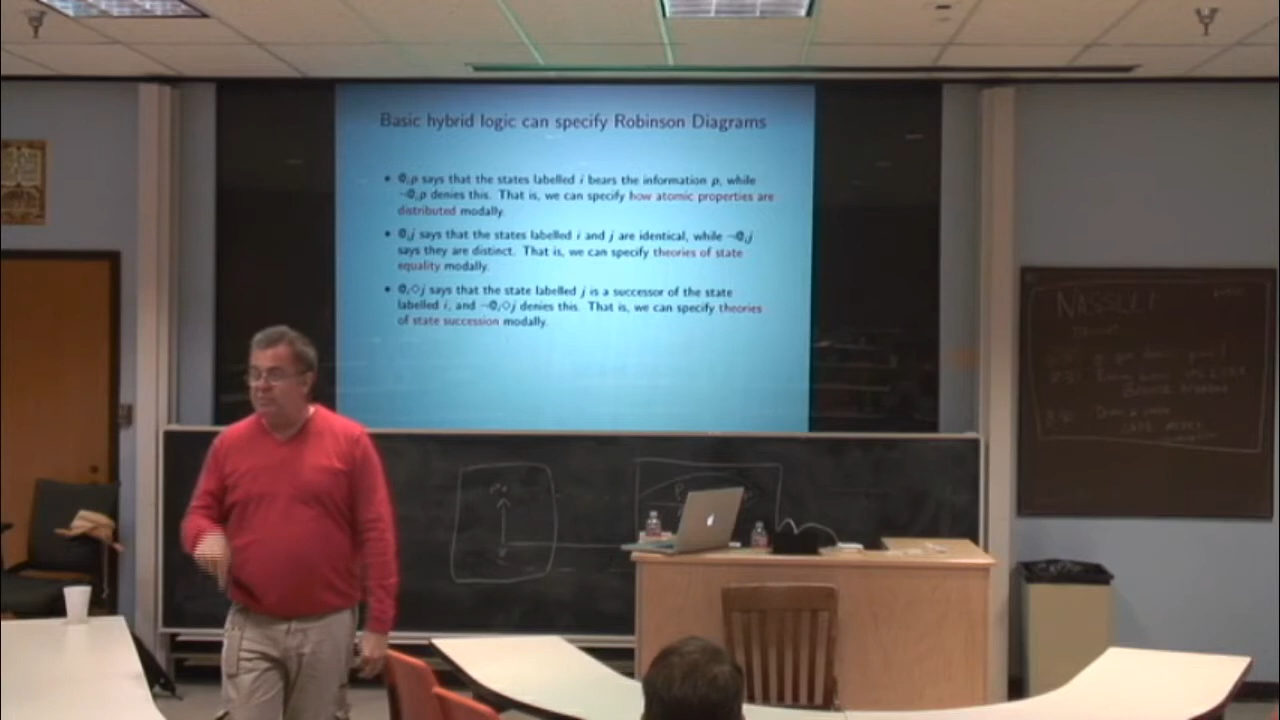 Basic hybrid logic can specify Robinson Diagrams
• @ᵢp says that the states labelled i bears the information p, while
¬@ᵢp denies this. That is, we can specify how atomic properties are
distributed modally.
• @ᵢj says that the states labelled i and j are identical, while ¬@ᵢj
says they are distinct. That is, we can specify theories of state
equality modally.
• @ᵢ◇j says that the state labelled j is a successor of the state
labelled i, and ¬@ᵢ◇j denies this. That is, we can specify theories
of state succession modally.